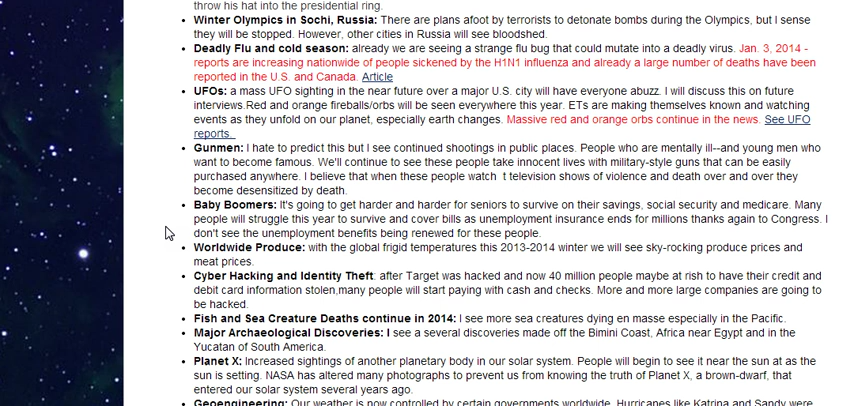 throw his hat into the presidential ring.
• Winter Olympics in Sochi, Russia: There are plans afoot by terrorists to detonate bombs during the Olympics, but I sense
they will be stopped. However, other cities in Russia will see bloodshed.
• Deadly Flu and cold season: already we are seeing a strange flu bug that could mutate into a deadly virus. Jan. 3, 2014 -
reports are increasing nationwide of people sickened by the H1N1 influenza and already a large number of deaths have been
reported in the U.S. and Canada. Article
• UFOs: a mass UFO sighting in the near future over a major U.S. city will have everyone abuzz. I will discuss this on future
interviews.Red and orange fireballs/orbs will be seen everywhere this year. ETs are making themselves known and watching
events as they unfold on our planet, especially earth changes. Massive red and orange orbs continue in the news. See UFO
reports.
• Gunmen: I hate to predict this but I see continued shootings in public places. People who are mentally ill--and young men who
want to become famous. We'll continue to see these people take innocent lives with military-style guns that can be easily
purchased anywhere. I believe that when these people watch t television shows of violence and death over and over they
become desensitized by death.
• Baby Boomers: It's going to get harder and harder for seniors to survive on their savings, social security and medicare. Many
people will struggle this year to survive and cover bills as unemployment insurance ends for millions thanks again to Congress. I
don't see the unemployment benefits being renewed for these people.
• Worldwide Produce: with the global frigid temperatures this 2013-2014 winter we will see sky-rocking produce prices and
meat prices.
• Cyber Hacking and Identity Theft: after Target was hacked and now 40 million people maybe at rish to have their credit and
debit card information stolen,many people will start paying with cash and checks. More and more large companies are going to
be hacked.
• Fish and Sea Creature Deaths continue in 2014: I see more sea creatures dying en masse especially in the Pacific.
• Major Archaeological Discoveries: I see a several discoveries made off the Bimini Coast, Africa near Egypt and in the
Yucatan of South America.
• Planet X: Increased sightings of another planetary body in our solar system. People will begin to see it near the sun at as the
sun is setting. NASA has altered many photographs to prevent us from knowing the truth of Planet X, a brown-dwarf, that
entered our solar system several years ago.
• Geoengineering: Our weather is now controlled by certain governments worldwide. Hurricanes like Katrina and Sandy were